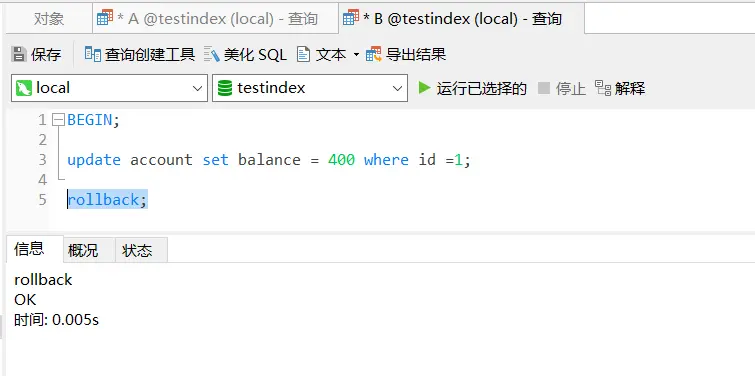 对象 * A @testindex (local) - 查询 * B @testindex (local) - 查询
保存 查询创建工具 美化 SQL 文本 导出结果
local testindex 运行已选择的 停止 解释
1 BEGIN;
2
3 update account set balance = 400 where id =1;
4
5 rollback;
信息 概况 状态
rollback
OK
时间: 0.005s